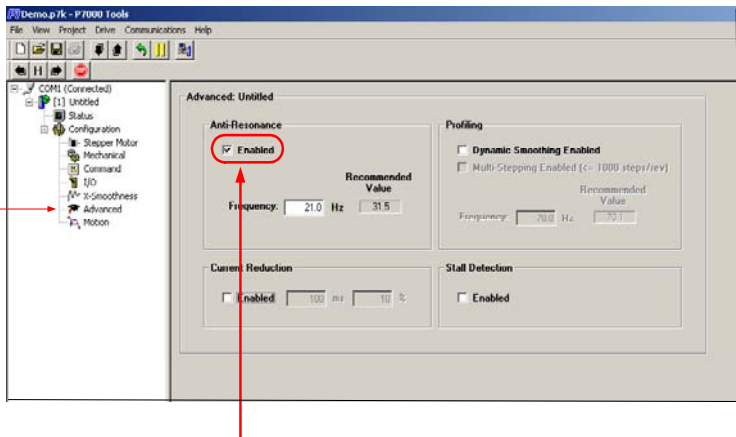 Demo.p7k - P7000 Tools
File View Project Drive Communications Help
COM1 (Connected)
[1] Untitled
Status
Configuration
Stepper Motor
Mechanical
Command
I/O
X-Smoothness
Advanced
Motion
Advanced: Untitled
Anti-Resonance
Enabled
Recommended
Value
Frequency: 21.0 Hz 31.5
Profiling
Dynamic Smoothing Enabled
Multi-Stepping Enabled (<- 1000 steps/rev)
Recommended
Value
Frequency: 70.0 Hz 70.1
Current Reduction
Enabled 100 ms 10 %
Stall Detection
Enabled